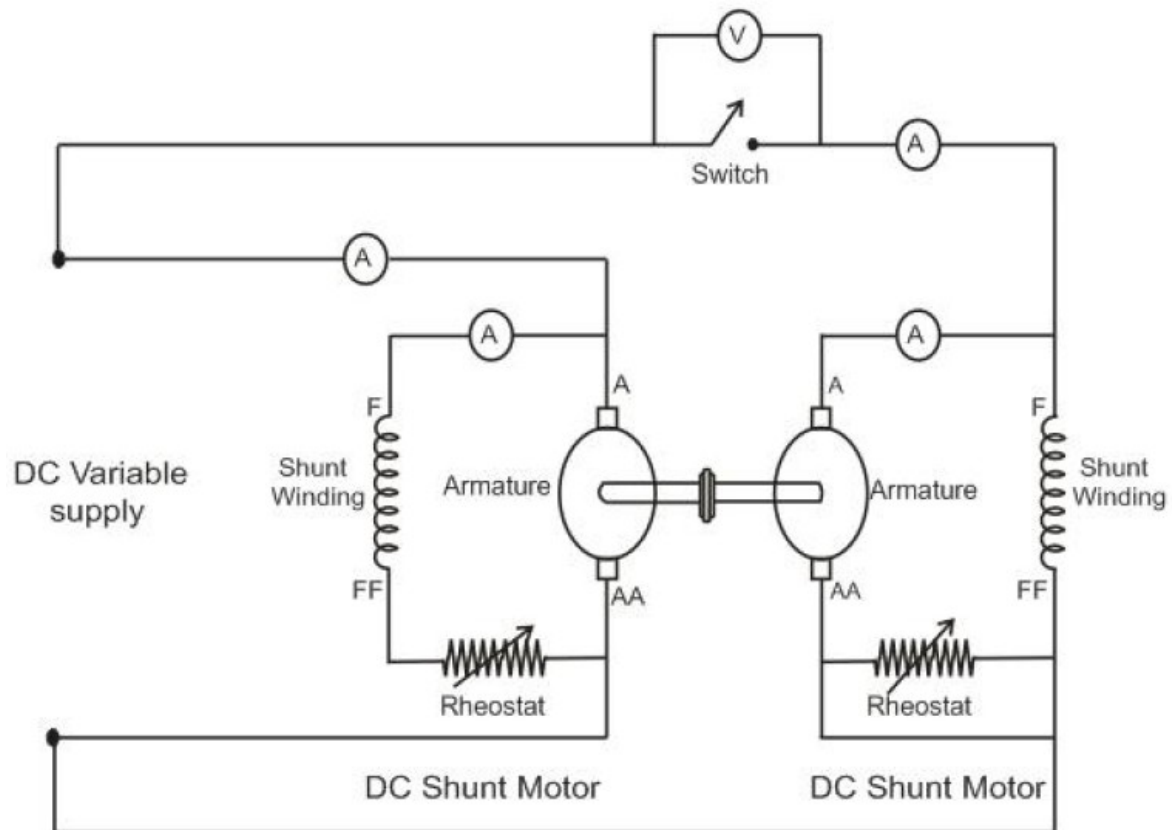 V
A
Switch
A
A
A
A
A
F
F
Shunt
Winding
Armature
Armature
Shunt
Winding
DC Variable
supply
FF
AA
AA
FF
Rheostat
Rheostat
DC Shunt Motor
DC Shunt Motor